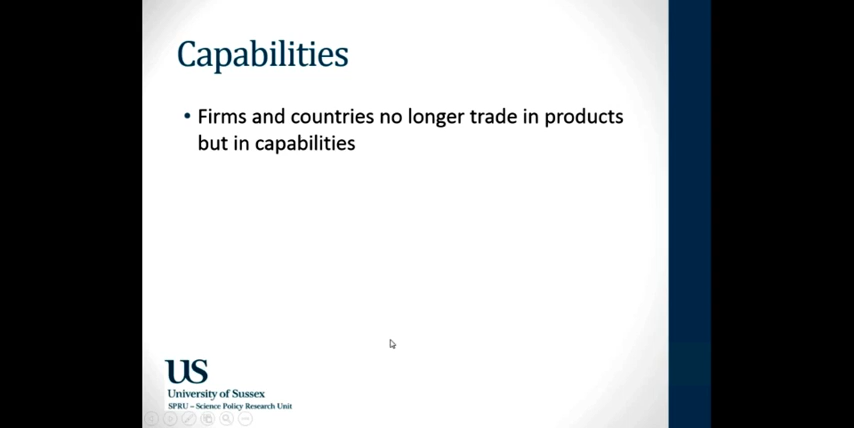 Capabilities
• Firms and countries no longer trade in products
but in capabilities
US
University of Sussex
SPRU – Science Policy Research Unit